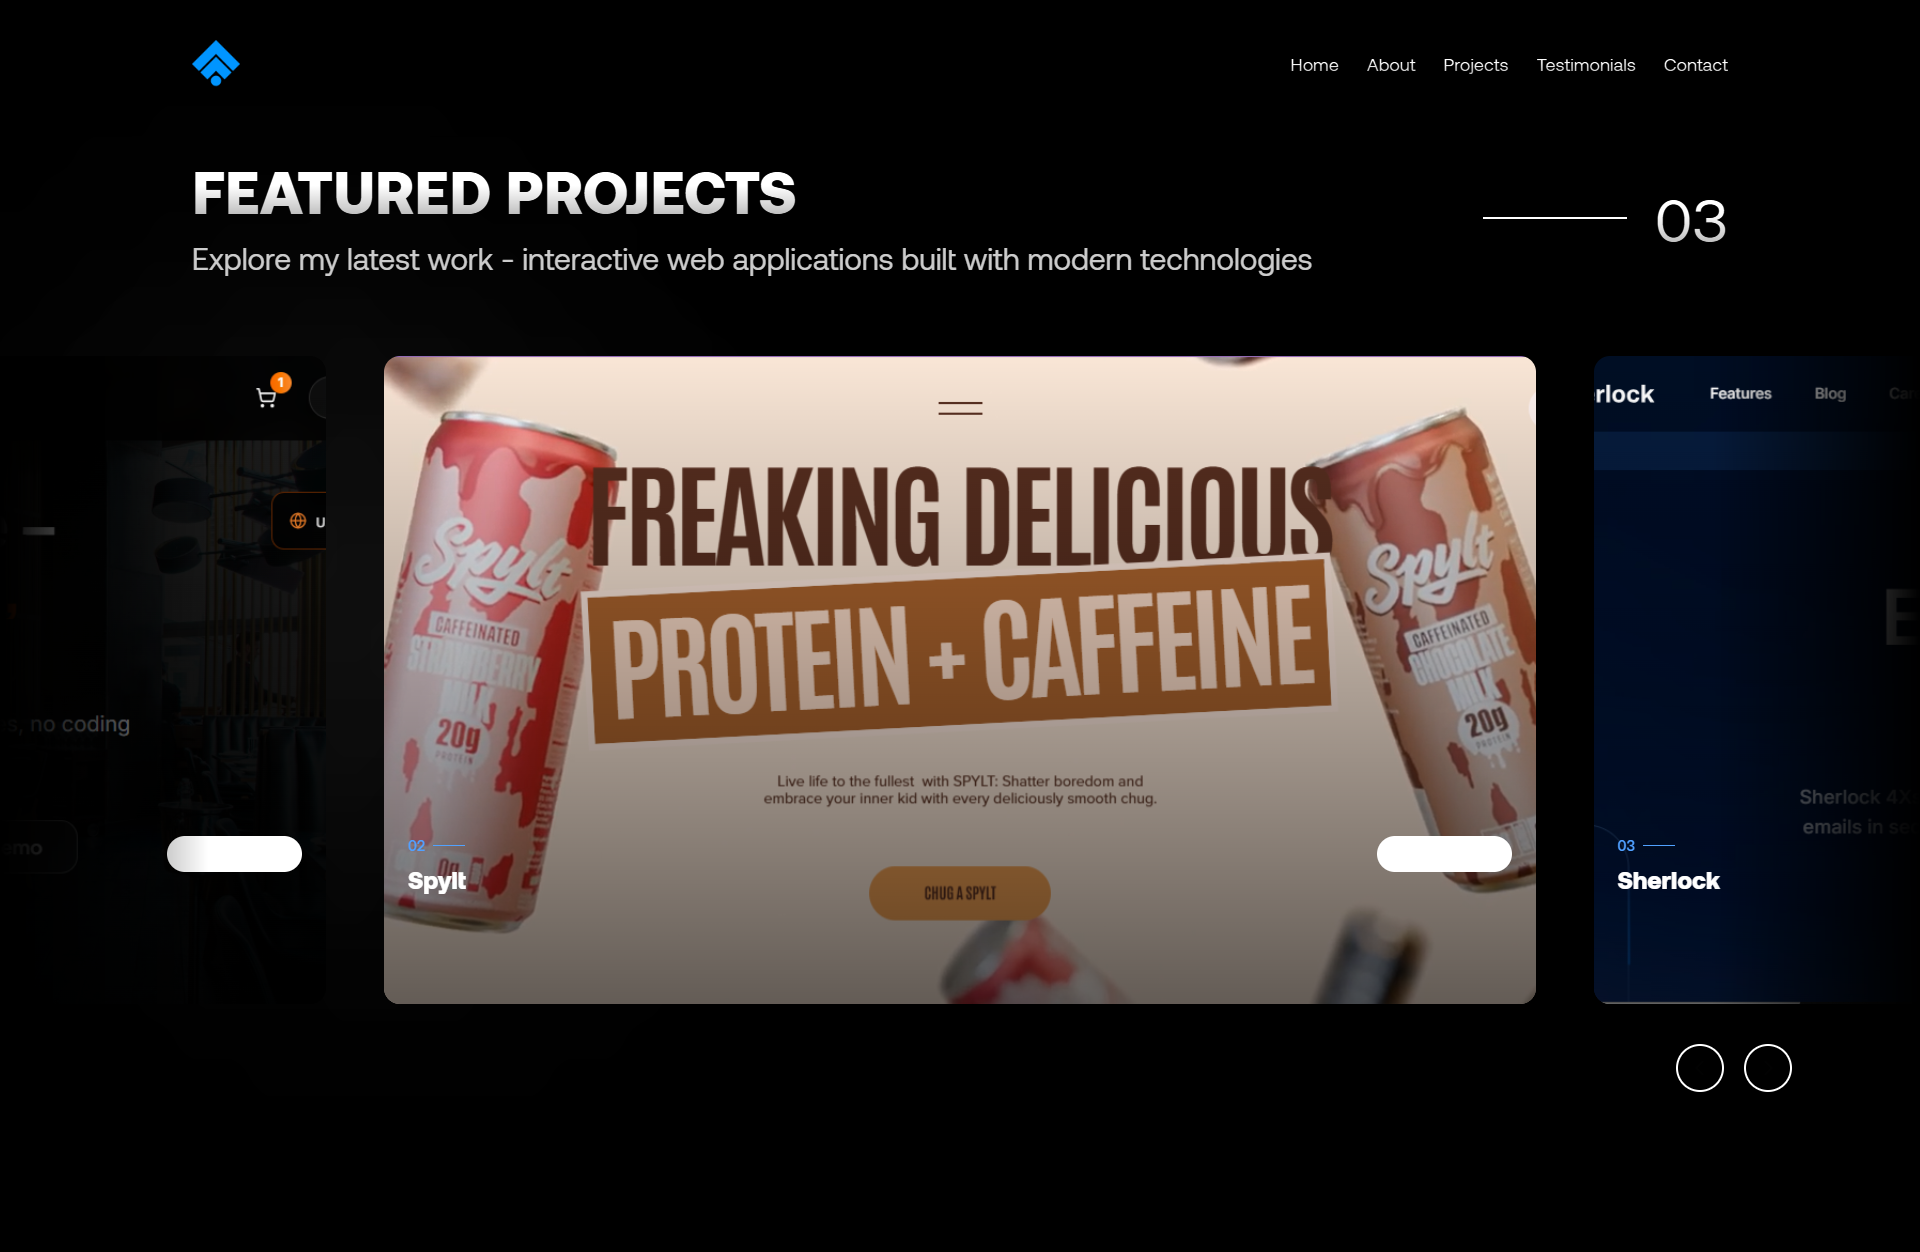 Home About Projects Testimonials Contact
FEATURED PROJECTS
03
Explore my latest work - interactive web applications built with modern technologies
1
U
s, no coding
emo
FREAKING DELICIOUS
PROTEIN + CAFFEINE
Spylt
CAFFEINATED
STRAWBERRY
MILK
20g
PROTEIN
Spylt
CAFFEINATED
CHOCOLATE
MILK
20g
PROTEIN
Live life to the fullest with SPYLT: Shatter boredom and
embrace your inner kid with every deliciously smooth chug.
02
Spylt
CHUG A SPYLT
erlock Features Blog Car
E
Sherlock 4X
emails in se
03
Sherlock